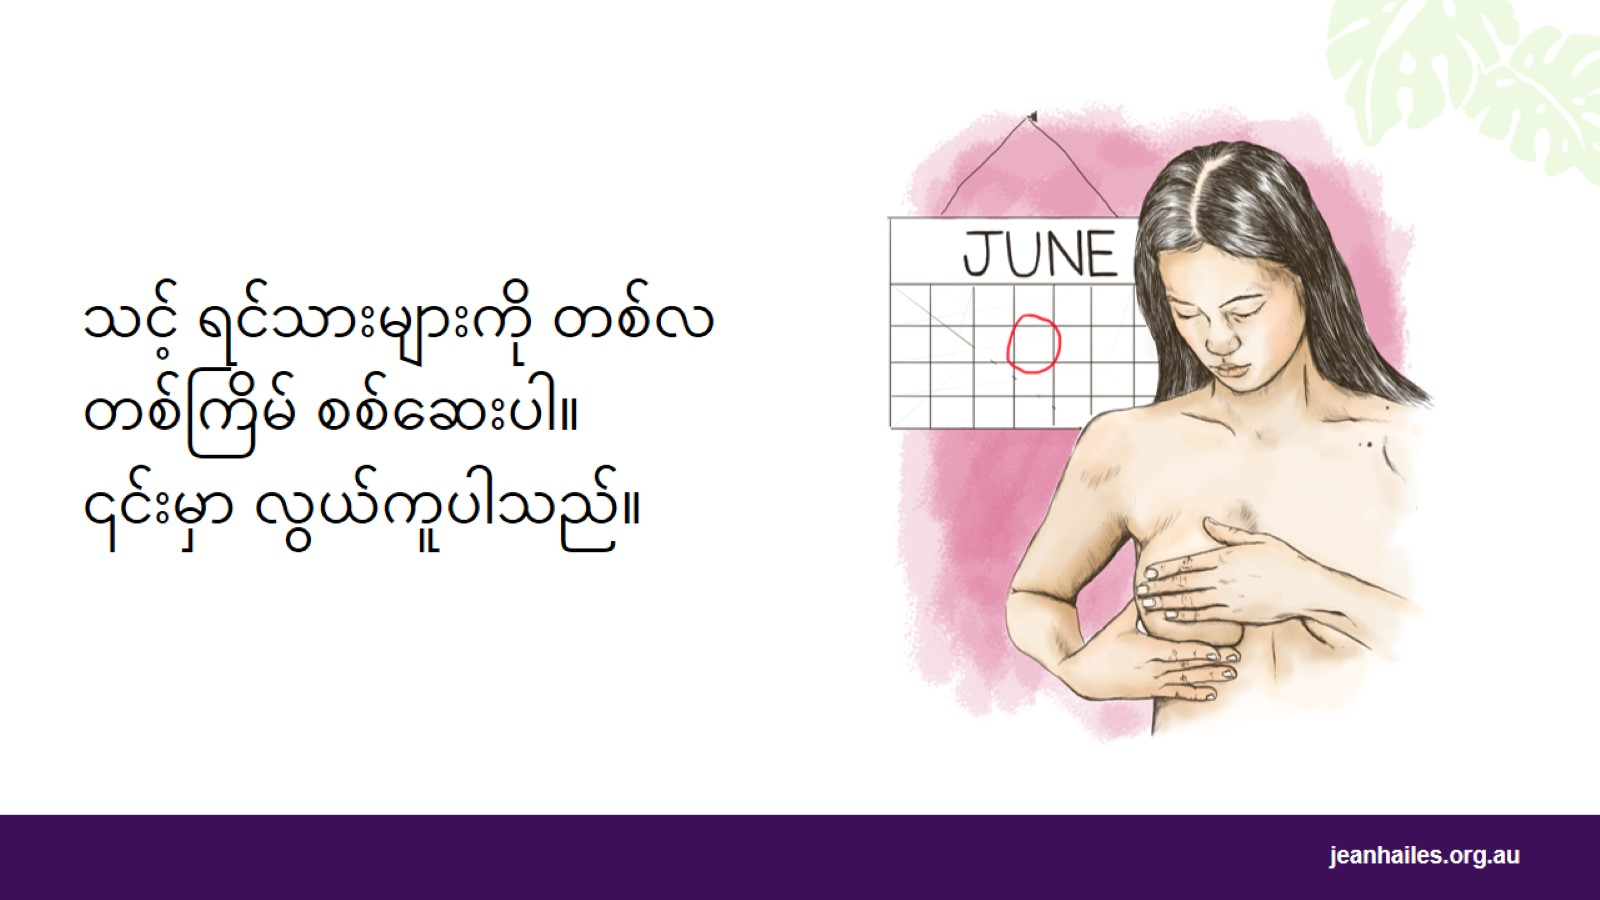 သင့် ရင်သားများကို တစ်လ
တစ်ကြိမ် စစ်ဆေးပါ။
၎င်းမှာ လွယ်ကူပါသည်။
JUNE
jeanhailes.org.au